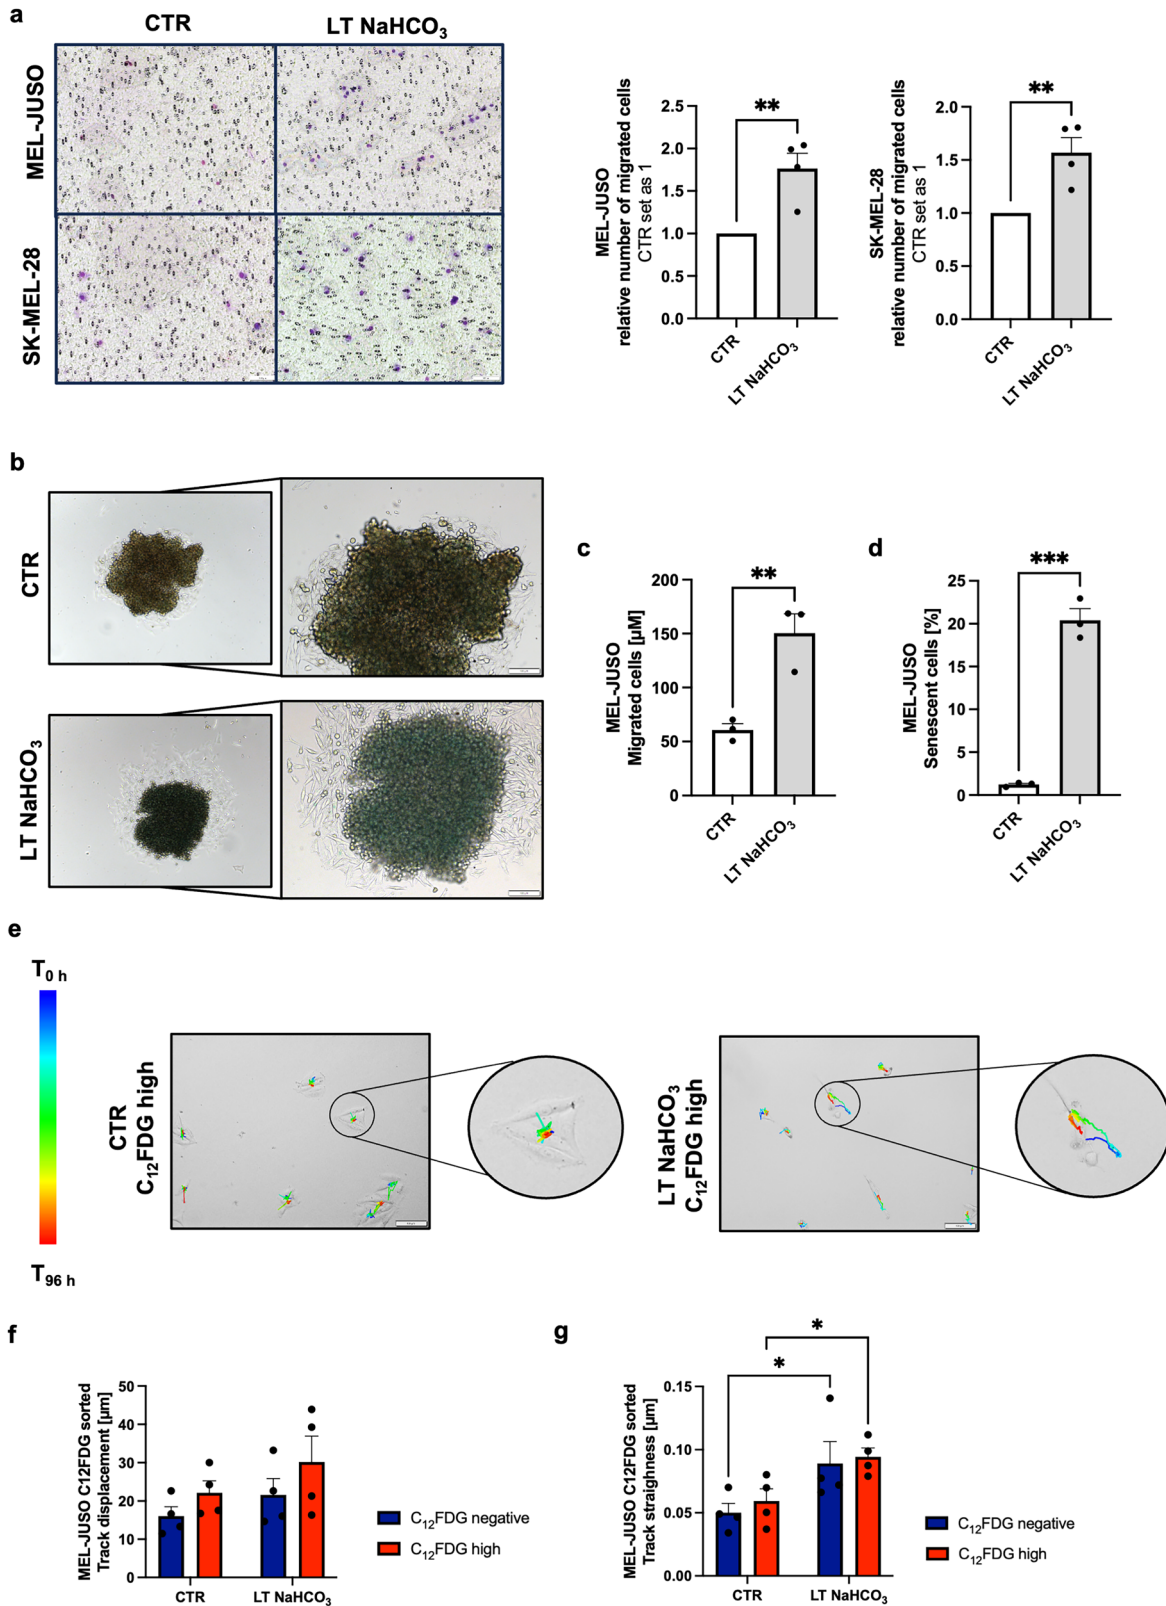 a
CTR
LT NaHCO₃
MEL-JUSO
SK-MEL-28
MEL-JUSO
relative number of migrated cells
CTR set as 1
2.5
2.0
1.5
1.0
0.5
0.0
**
CTR
LT NaHCO₃
SK-MEL-28
relative number of migrated cells
CTR set as 1
2.0
1.5
1.0
0.5
0.0
**
CTR
LT NaHCO₃
b
CTR
LT NaHCO₃
c
MEL-JUSO
Migrated cells [µM]
200
150
100
50
0
**
CTR
LT NaHCO₃
d
MEL-JUSO
Senescent cells [%]
25
20
15
10
5
0
***
CTR
LT NaHCO₃
e
T₀ ₕ
T₉₆ ₕ
CTR
C₁₂FDG high
LT NaHCO₃
C₁₂FDG high
f
MEL-JUSO C12FDG sorted
Track displacement [µm]
50
40
30
20
10
0
CTR
LT NaHCO₃
C₁₂FDG negative
C₁₂FDG high
g
MEL-JUSO C12FDG sorted
Track straighness [µm]
0.15
0.10
0.05
0.00
*
*
CTR
LT NaHCO₃
C₁₂FDG negative
C₁₂FDG high